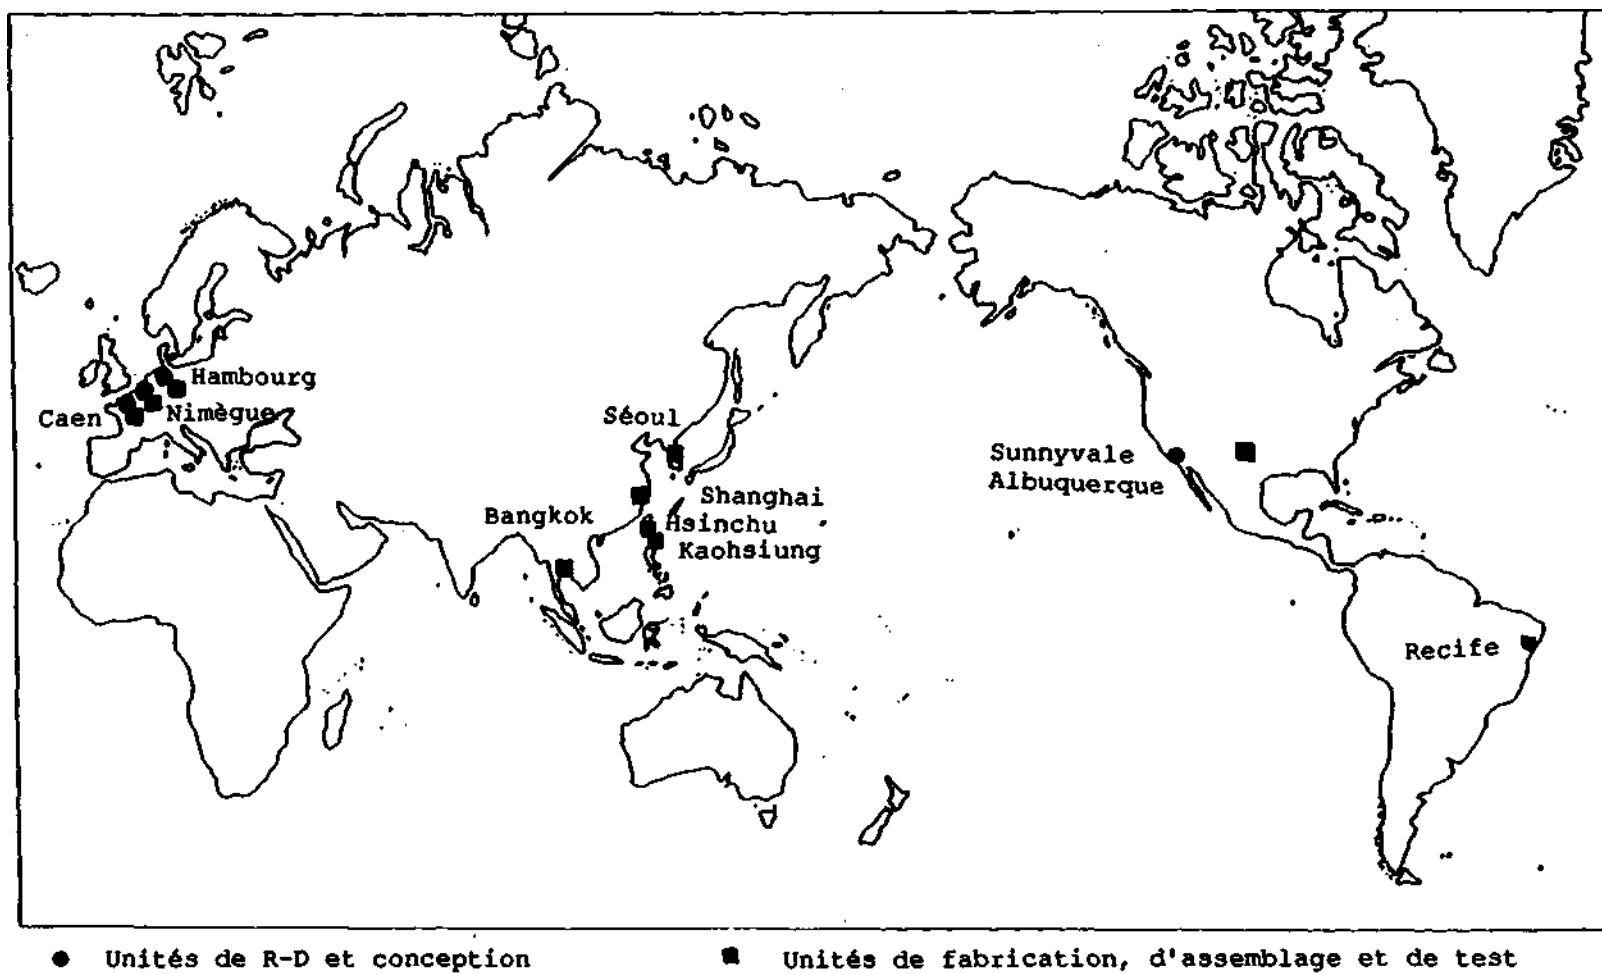 Hambourg
Caen
Nimègue
Séoul
Sunnyvale
Albuquerque
Shanghai
Bangkok
Hsinchu
Kaohsiung
Recife
Unités de R-D et conception
Unités de fabrication, d'assemblage et de test